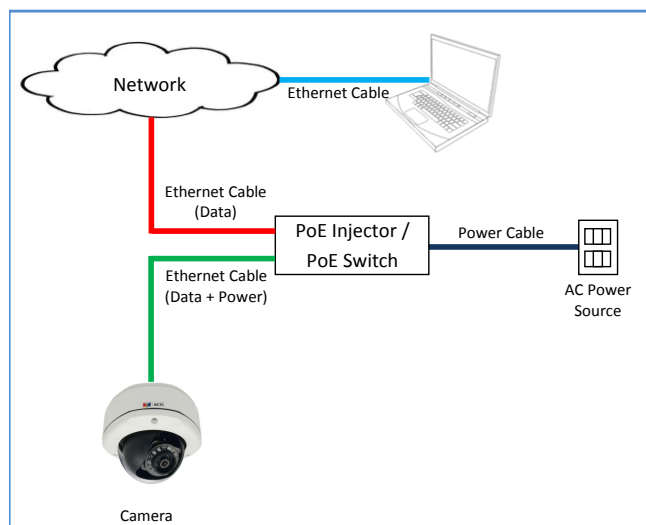 Network
Ethernet Cable
Ethernet Cable
(Data)
PoE Injector /
PoE Switch
Power Cable
Ethernet Cable
(Data + Power)
AC Power
Source
ACTi
Camera